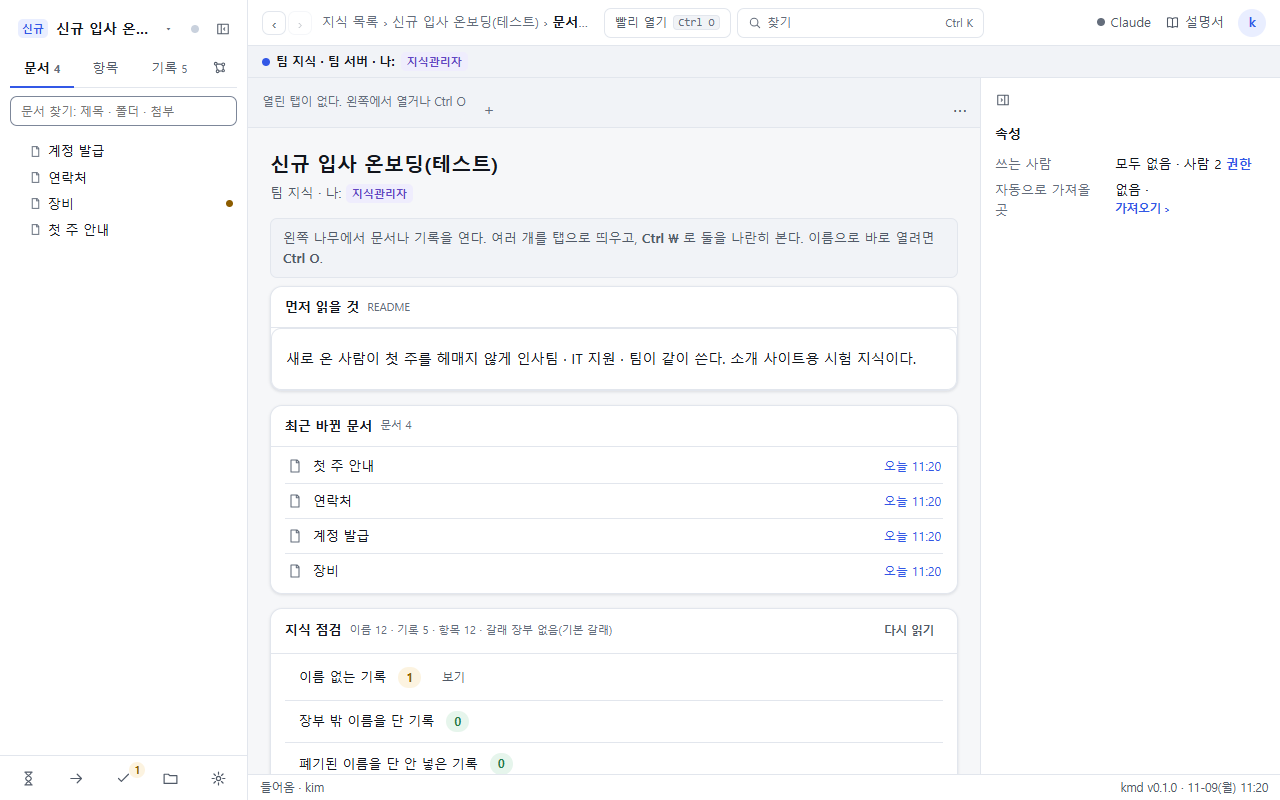 신규 신규 입사 온...
‹ › 지식 목록 › 신규 입사 온보딩(테스트) › 문서...
빨리 열기 Ctrl O
찾기 Ctrl K
Claude 설명서 k
문서 4 항목 기록 5
문서 찾기: 제목 · 폴더 · 첨부
계정 발급
연락처
장비
첫 주 안내
1
팀 지식 · 팀 서버 · 나: 지식관리자
열린 탭이 없다. 왼쪽에서 열거나 Ctrl O + ...
신규 입사 온보딩(테스트)
팀 지식 · 나: 지식관리자
왼쪽 나무에서 문서나 기록을 연다. 여러 개를 탭으로 띄우고, Ctrl ₩ 로 둘을 나란히 본다. 이름으로 바로 열려면
Ctrl O.
먼저 읽을 것 README
새로 온 사람이 첫 주를 헤매지 않게 인사팀 · IT 지원 · 팀이 같이 쓴다. 소개 사이트용 시험 지식이다.
최근 바뀐 문서 문서 4
첫 주 안내 오늘 11:20
연락처 오늘 11:20
계정 발급 오늘 11:20
장비 오늘 11:20
지식 점검 이름 12 · 기록 5 · 항목 12 · 갈래 장부 없음(기본 갈래) 다시 읽기
이름 없는 기록 1 보기
장부 밖 이름을 단 기록 0
폐기된 이름을 단 안 넣은 기록 0
속성
쓰는 사람 모두 없음 · 사람 2 권한
자동으로 가져올 곳 없음 ·
가져오기 ›
들어옴 · kim
kmd v0.1.0 · 11-09(월) 11:20